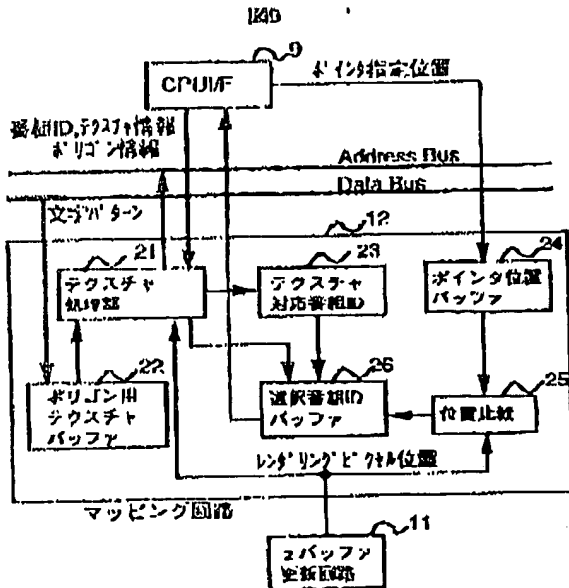 9
CPUI/F
ポインタ指定位置
番組ID,テクスチャ情報
ポリゴン情報
Address Bus
Data Bus
文字パターン
12
21
23
24
テクスチャ
処理部
テクスチャ
対応番組ID
ポインタ位置
バッファ
22
26
25
ポリゴン用
テクスチャ
バッファ
選択番組ID
バッファ
位置比較
レンダリングピクセル位置
マッピング回路
11
zバッファ
更新回路